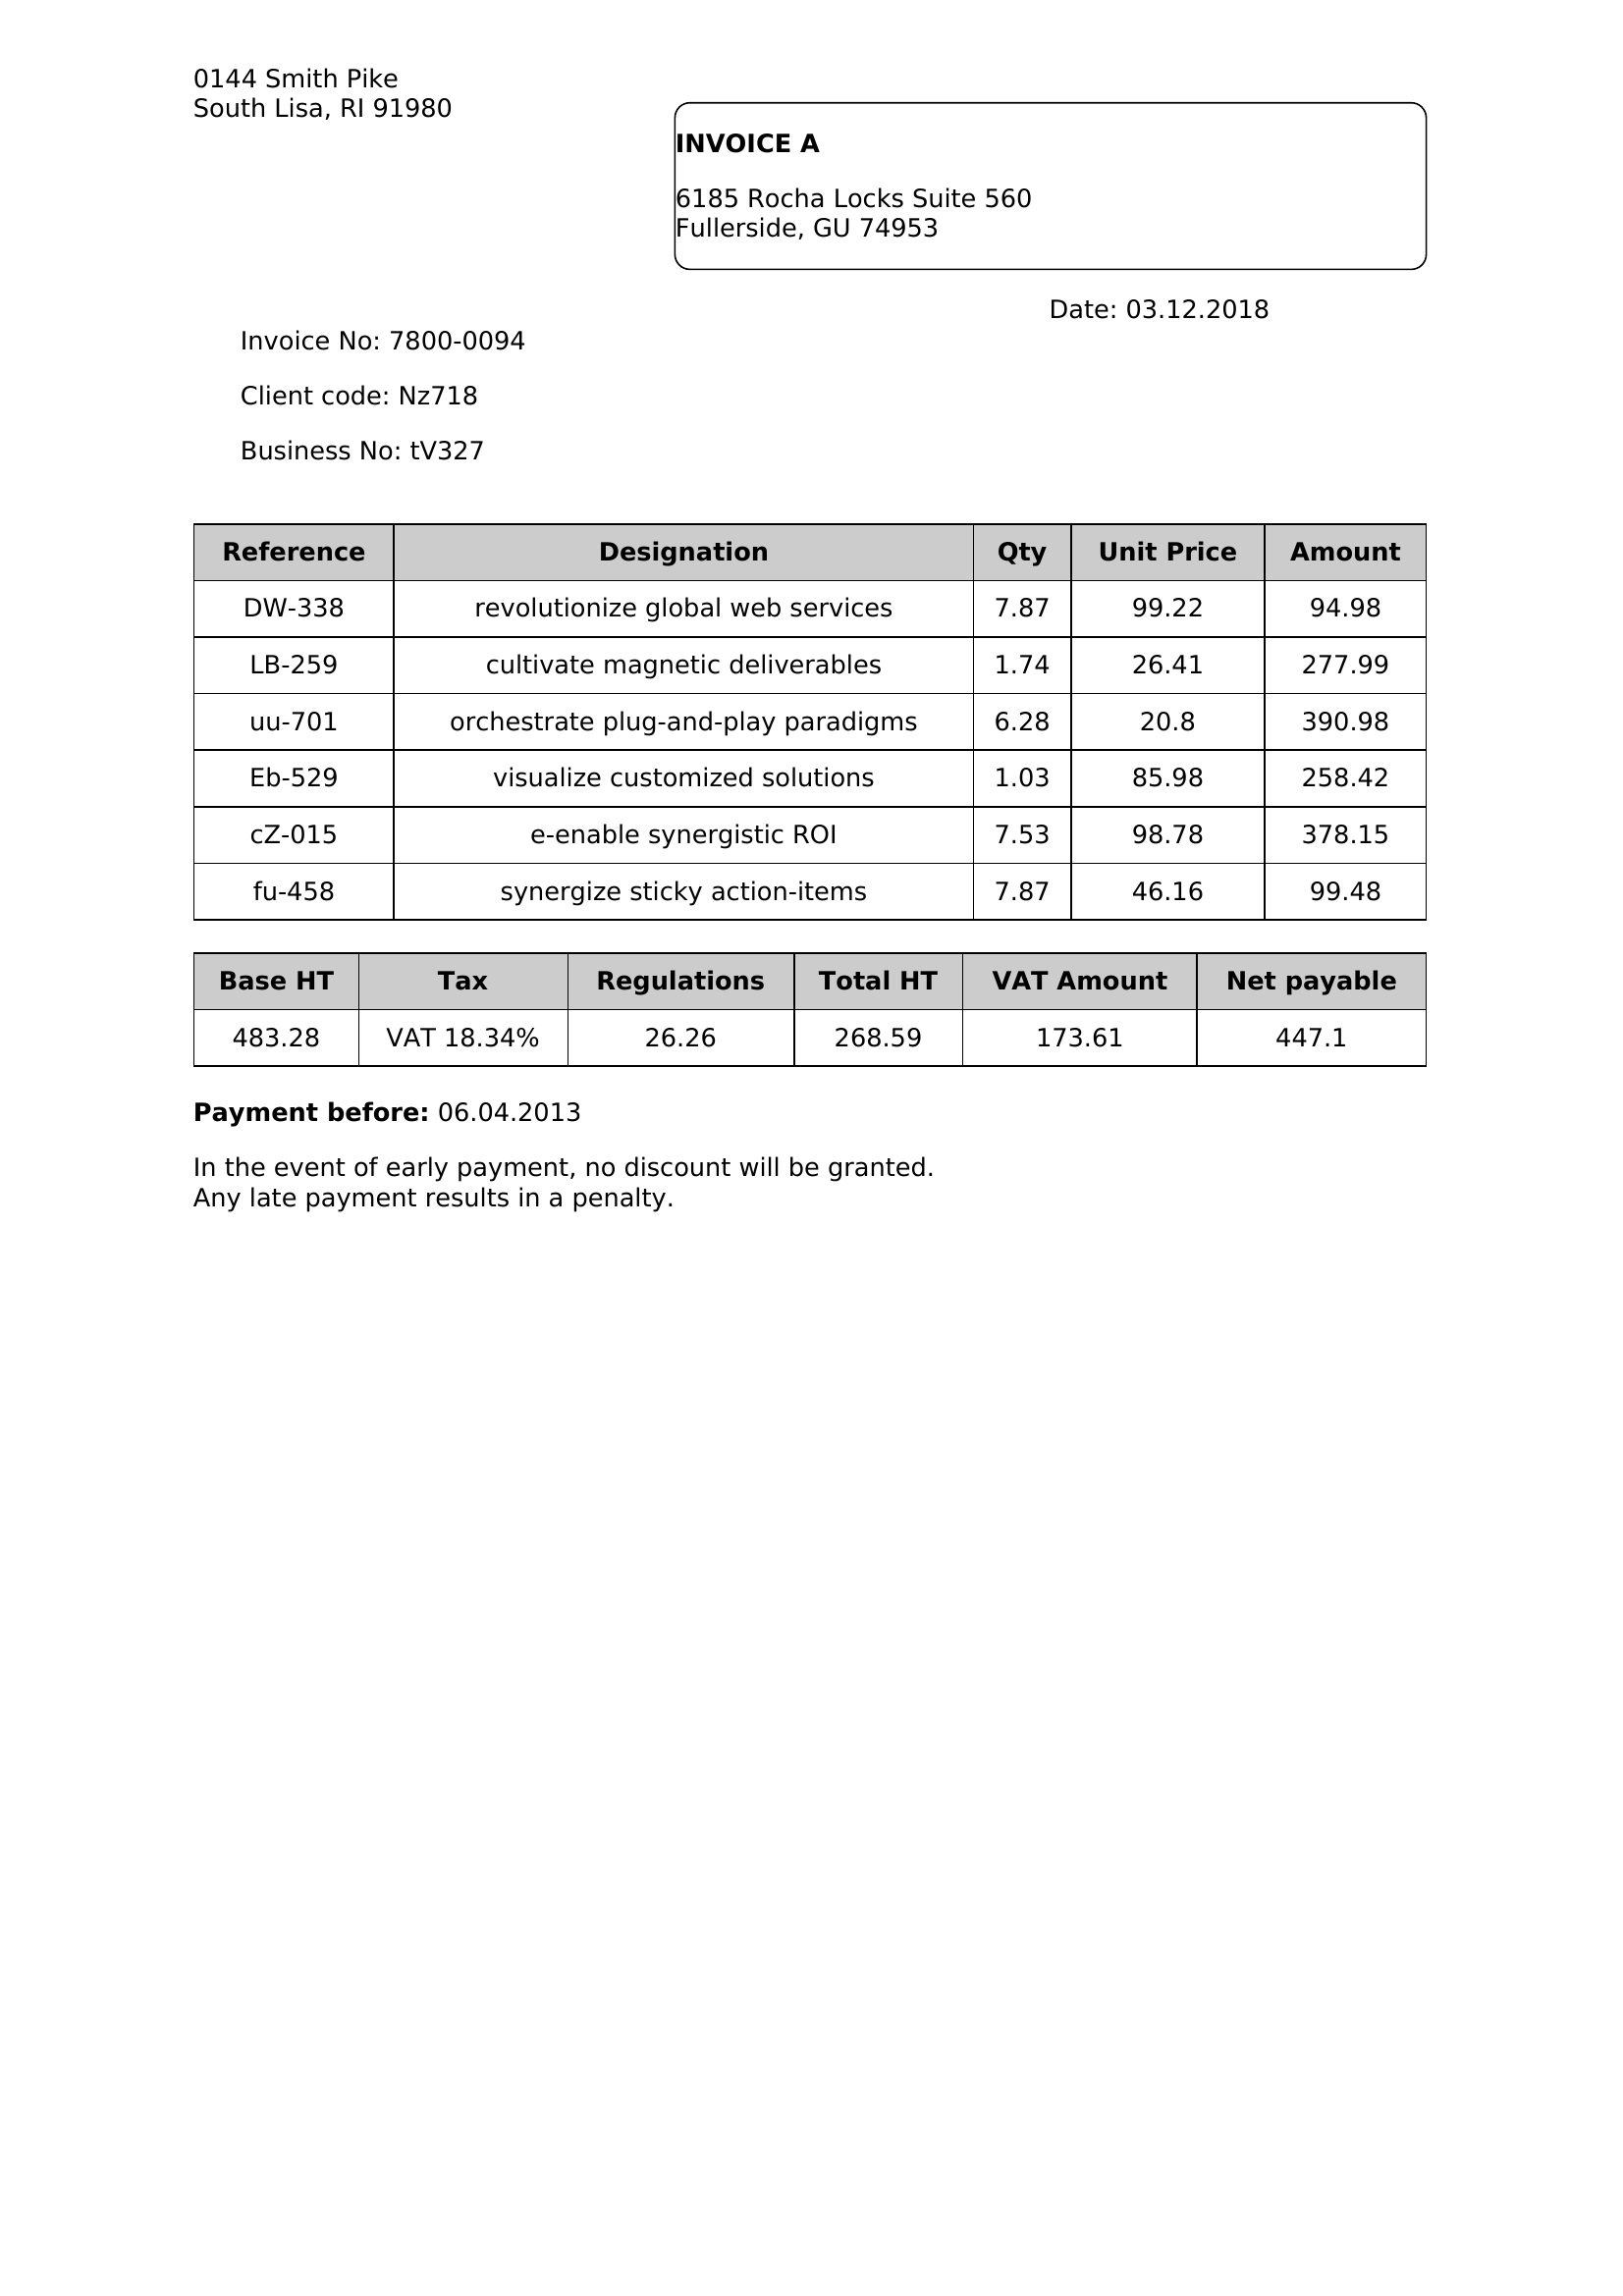 0144 Smith Pike
South Lisa, RI 91980
INVOICE A
6185 Rocha Locks Suite 560
Fullerside, GU 74953
Date: 03.12.2018
Invoice No: 7800-0094
Client code: Nz718
Business No: tV327
Reference Designation Qty Unit Price Amount
DW-338 revolutionize global web services 7.87 99.22 94.98
LB-259 cultivate magnetic deliverables 1.74 26.41 277.99
uu-701 orchestrate plug-and-play paradigms 6.28 20.8 390.98
Eb-529 visualize customized solutions 1.03 85.98 258.42
cZ-015 e-enable synergistic ROI 7.53 98.78 378.15
fu-458 synergize sticky action-items 7.87 46.16 99.48
Base HT Tax Regulations Total HT VAT Amount Net payable
483.28 VAT 18.34% 26.26 268.59 173.61 447.1
Payment before: 06.04.2013
In the event of early payment, no discount will be granted.
Any late payment results in a penalty.